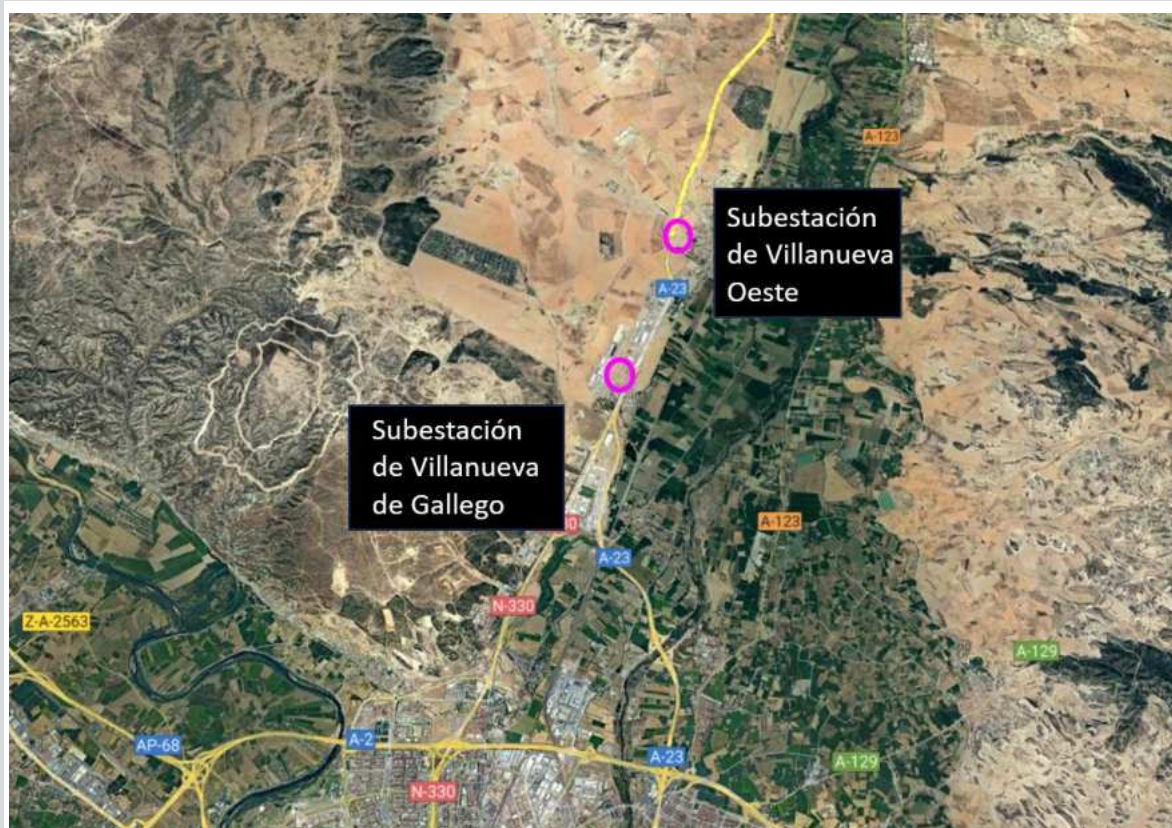 A-123
Subestación
de Villanueva
Oeste
A-23
Subestación
de Villanueva
de Gallego
A-123
A-23
N-330
Z-A-2563
A-129
AP-68
A-2
A-23
A-129
N-330